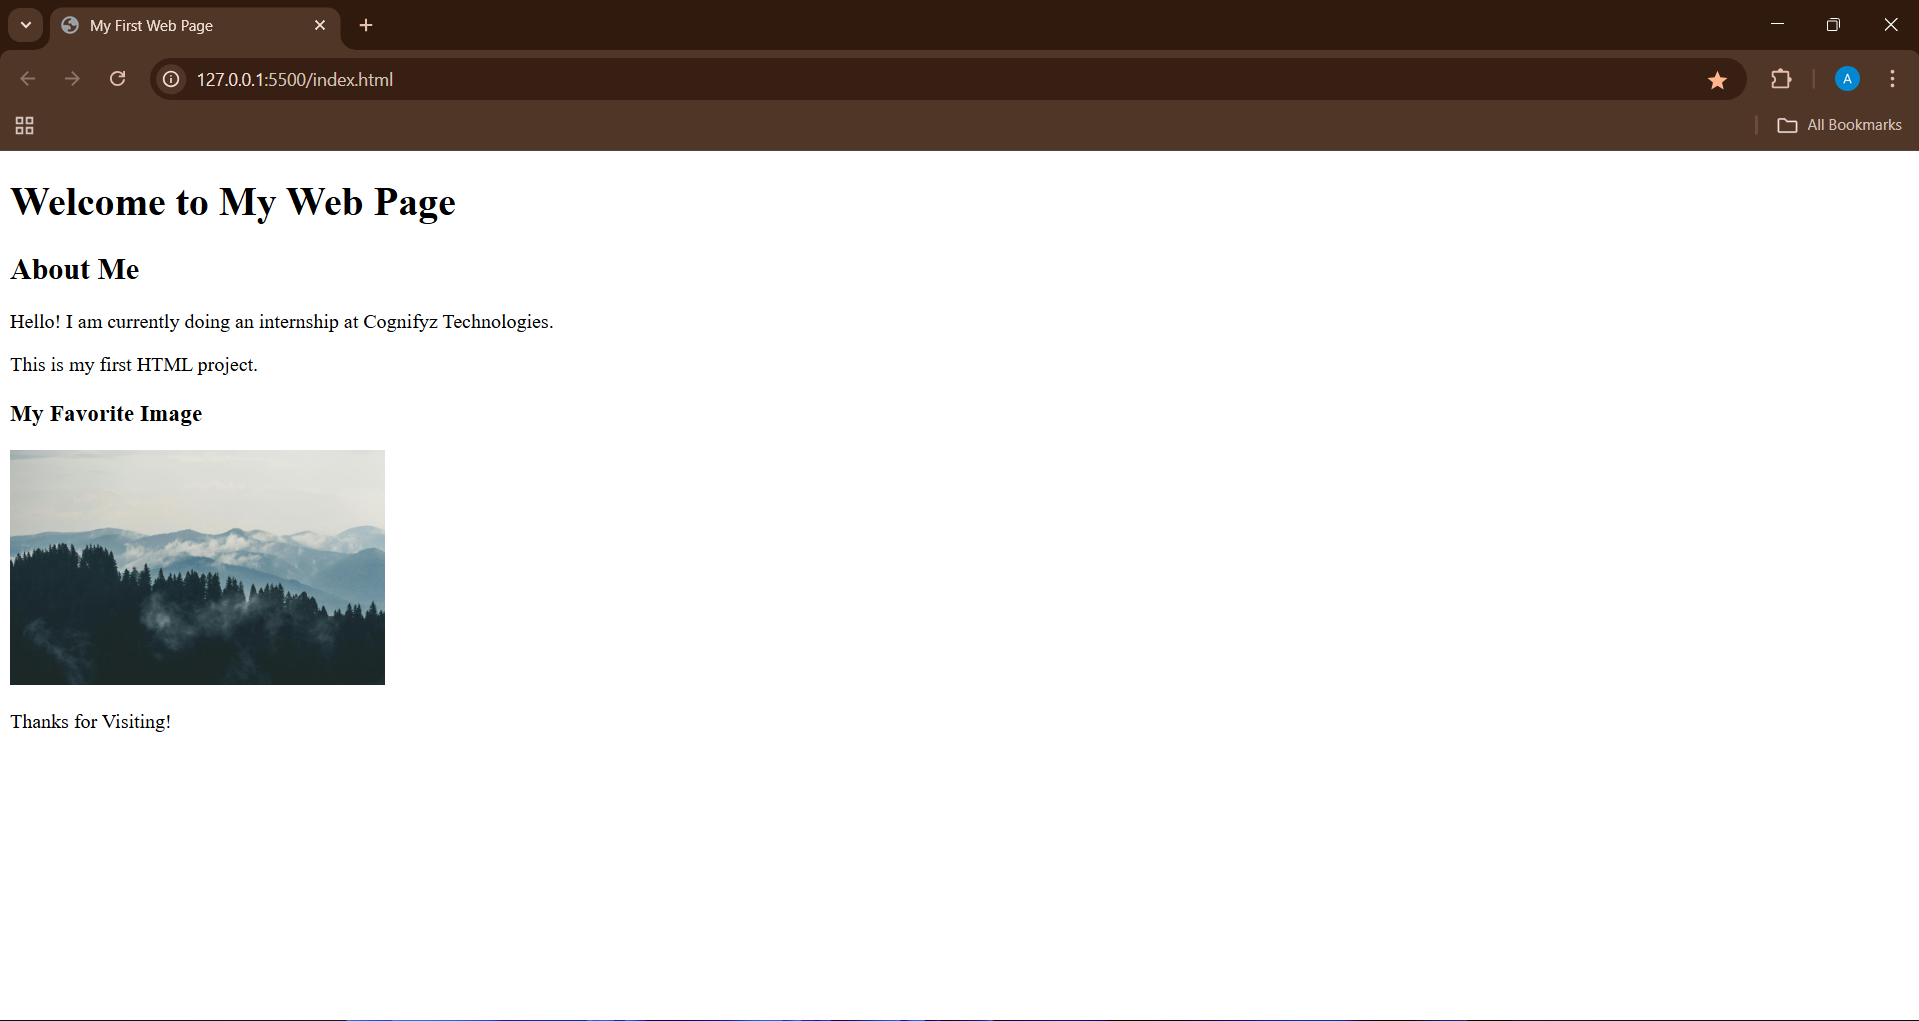 My First Web Page
127.0.0.1:5500/index.html
A
All Bookmarks
Welcome to My Web Page
About Me
Hello! I am currently doing an internship at Cognifyz Technologies.
This is my first HTML project.
My Favorite Image
Thanks for Visiting!